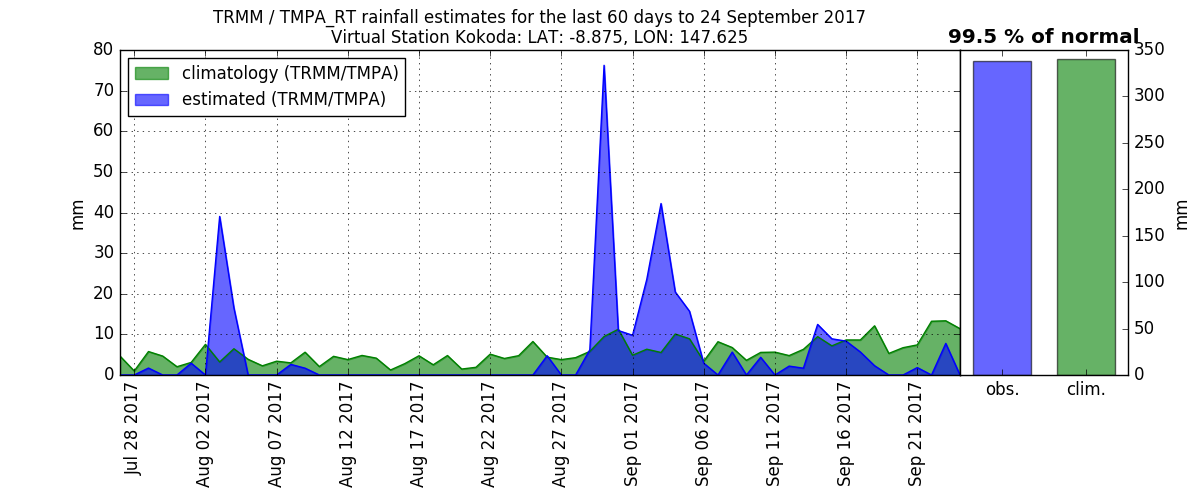 TRMM / TMPA_RT rainfall estimates for the last 60 days to 24 September 2017
Virtual Station Kokoda: LAT: -8.875, LON: 147.625
99.5 % of normal
climatology (TRMM/TMPA)
estimated (TRMM/TMPA)
mm
80
70
60
50
40
30
20
10
0
Jul 28 2017
Aug 02 2017
Aug 07 2017
Aug 12 2017
Aug 17 2017
Aug 22 2017
Aug 27 2017
Sep 01 2017
Sep 06 2017
Sep 11 2017
Sep 16 2017
Sep 21 2017
obs.
clim.
350
300
250
200
150
100
50
0
mm